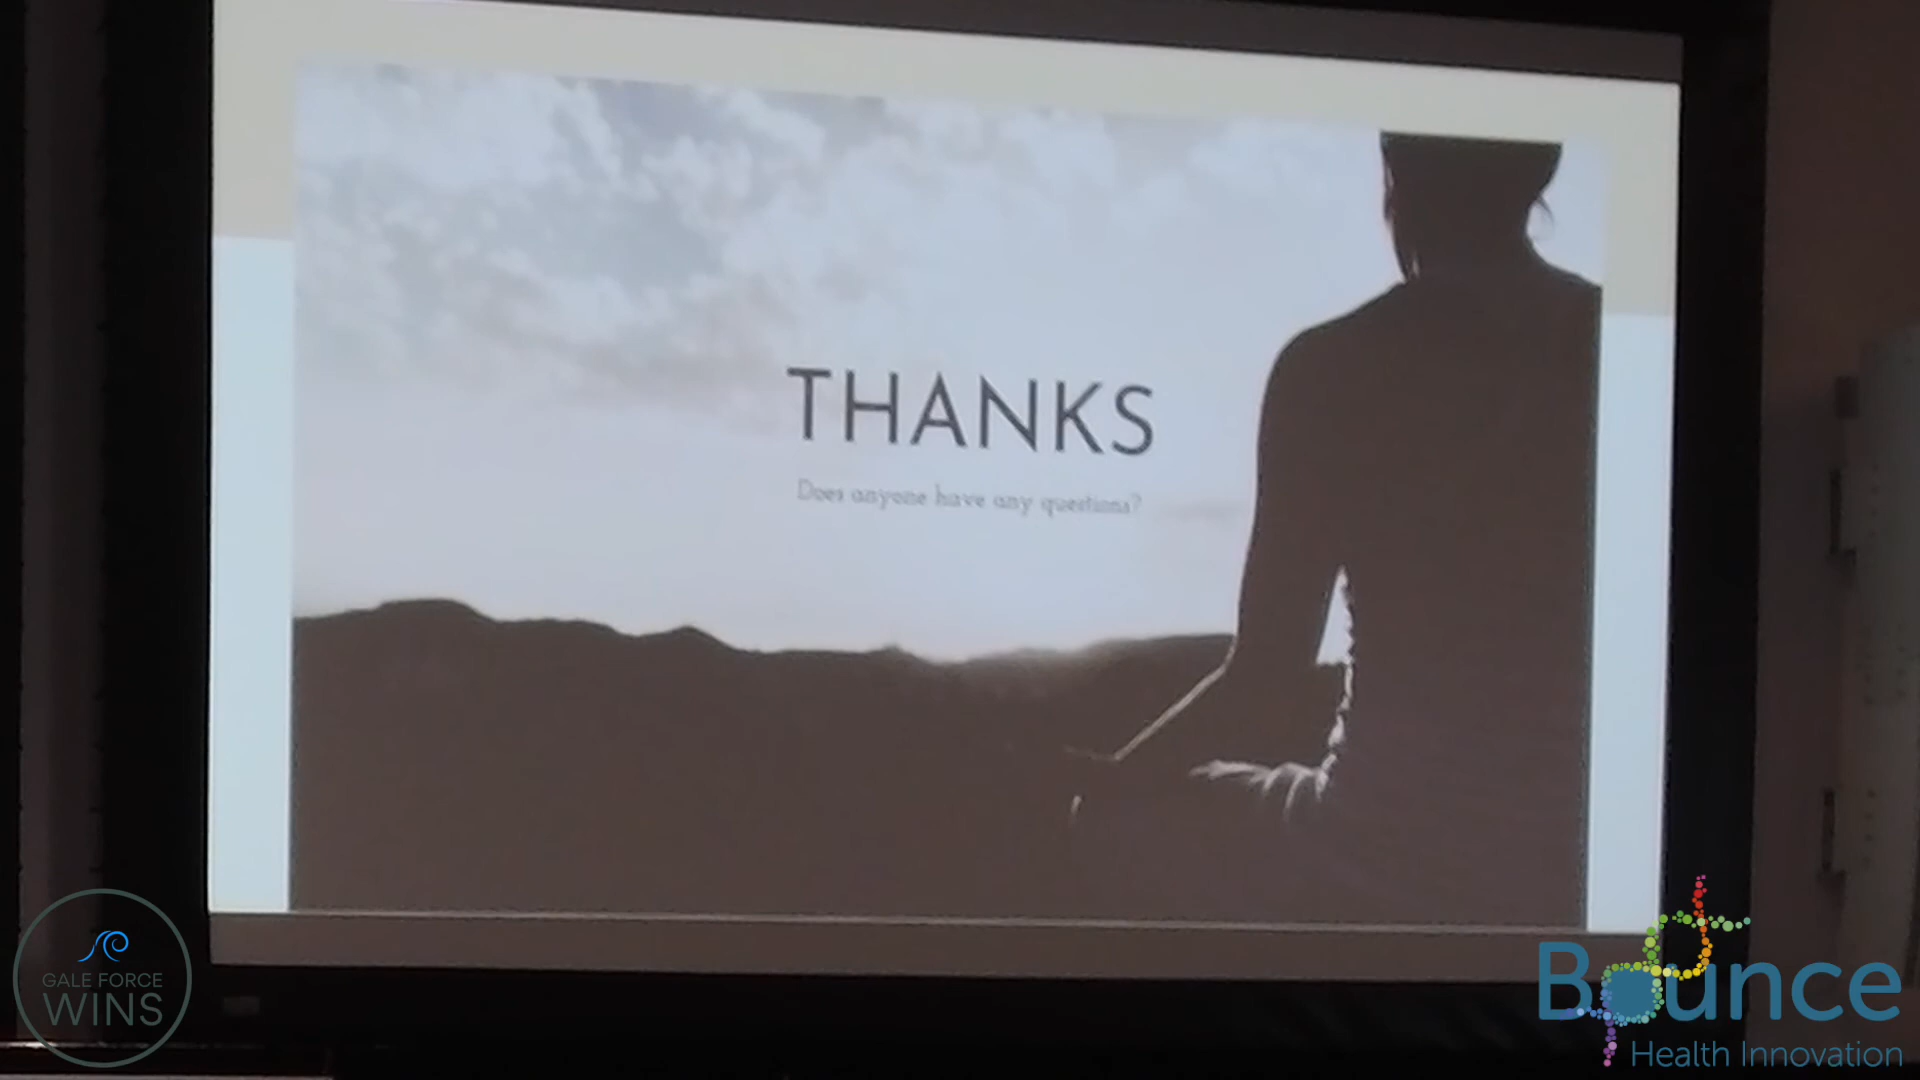 THANKS
Does anyone have any questions?
GALE FORCE
WINS
Bounce
Health Innovation